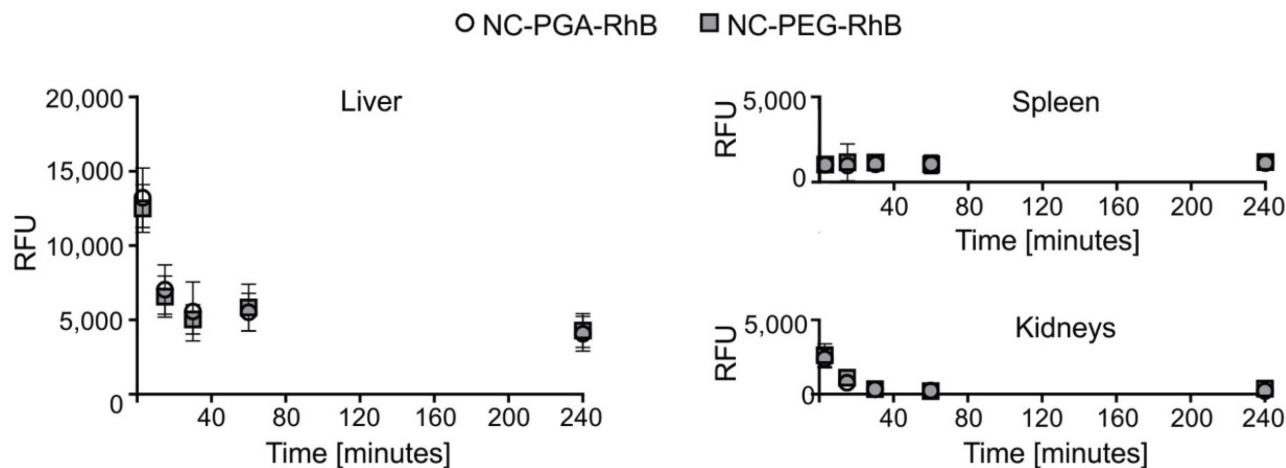 NC-PGA-RhB NC-PEG-RhB
Liver
20,000
15,000
10,000
5,000
0
RFU
40 80 120 160 200 240
Time [minutes]
Spleen
5,000
0
RFU
40 80 120 160 200 240
Time [minutes]
Kidneys
5,000
0
RFU
40 80 120 160 200 240
Time [minutes]